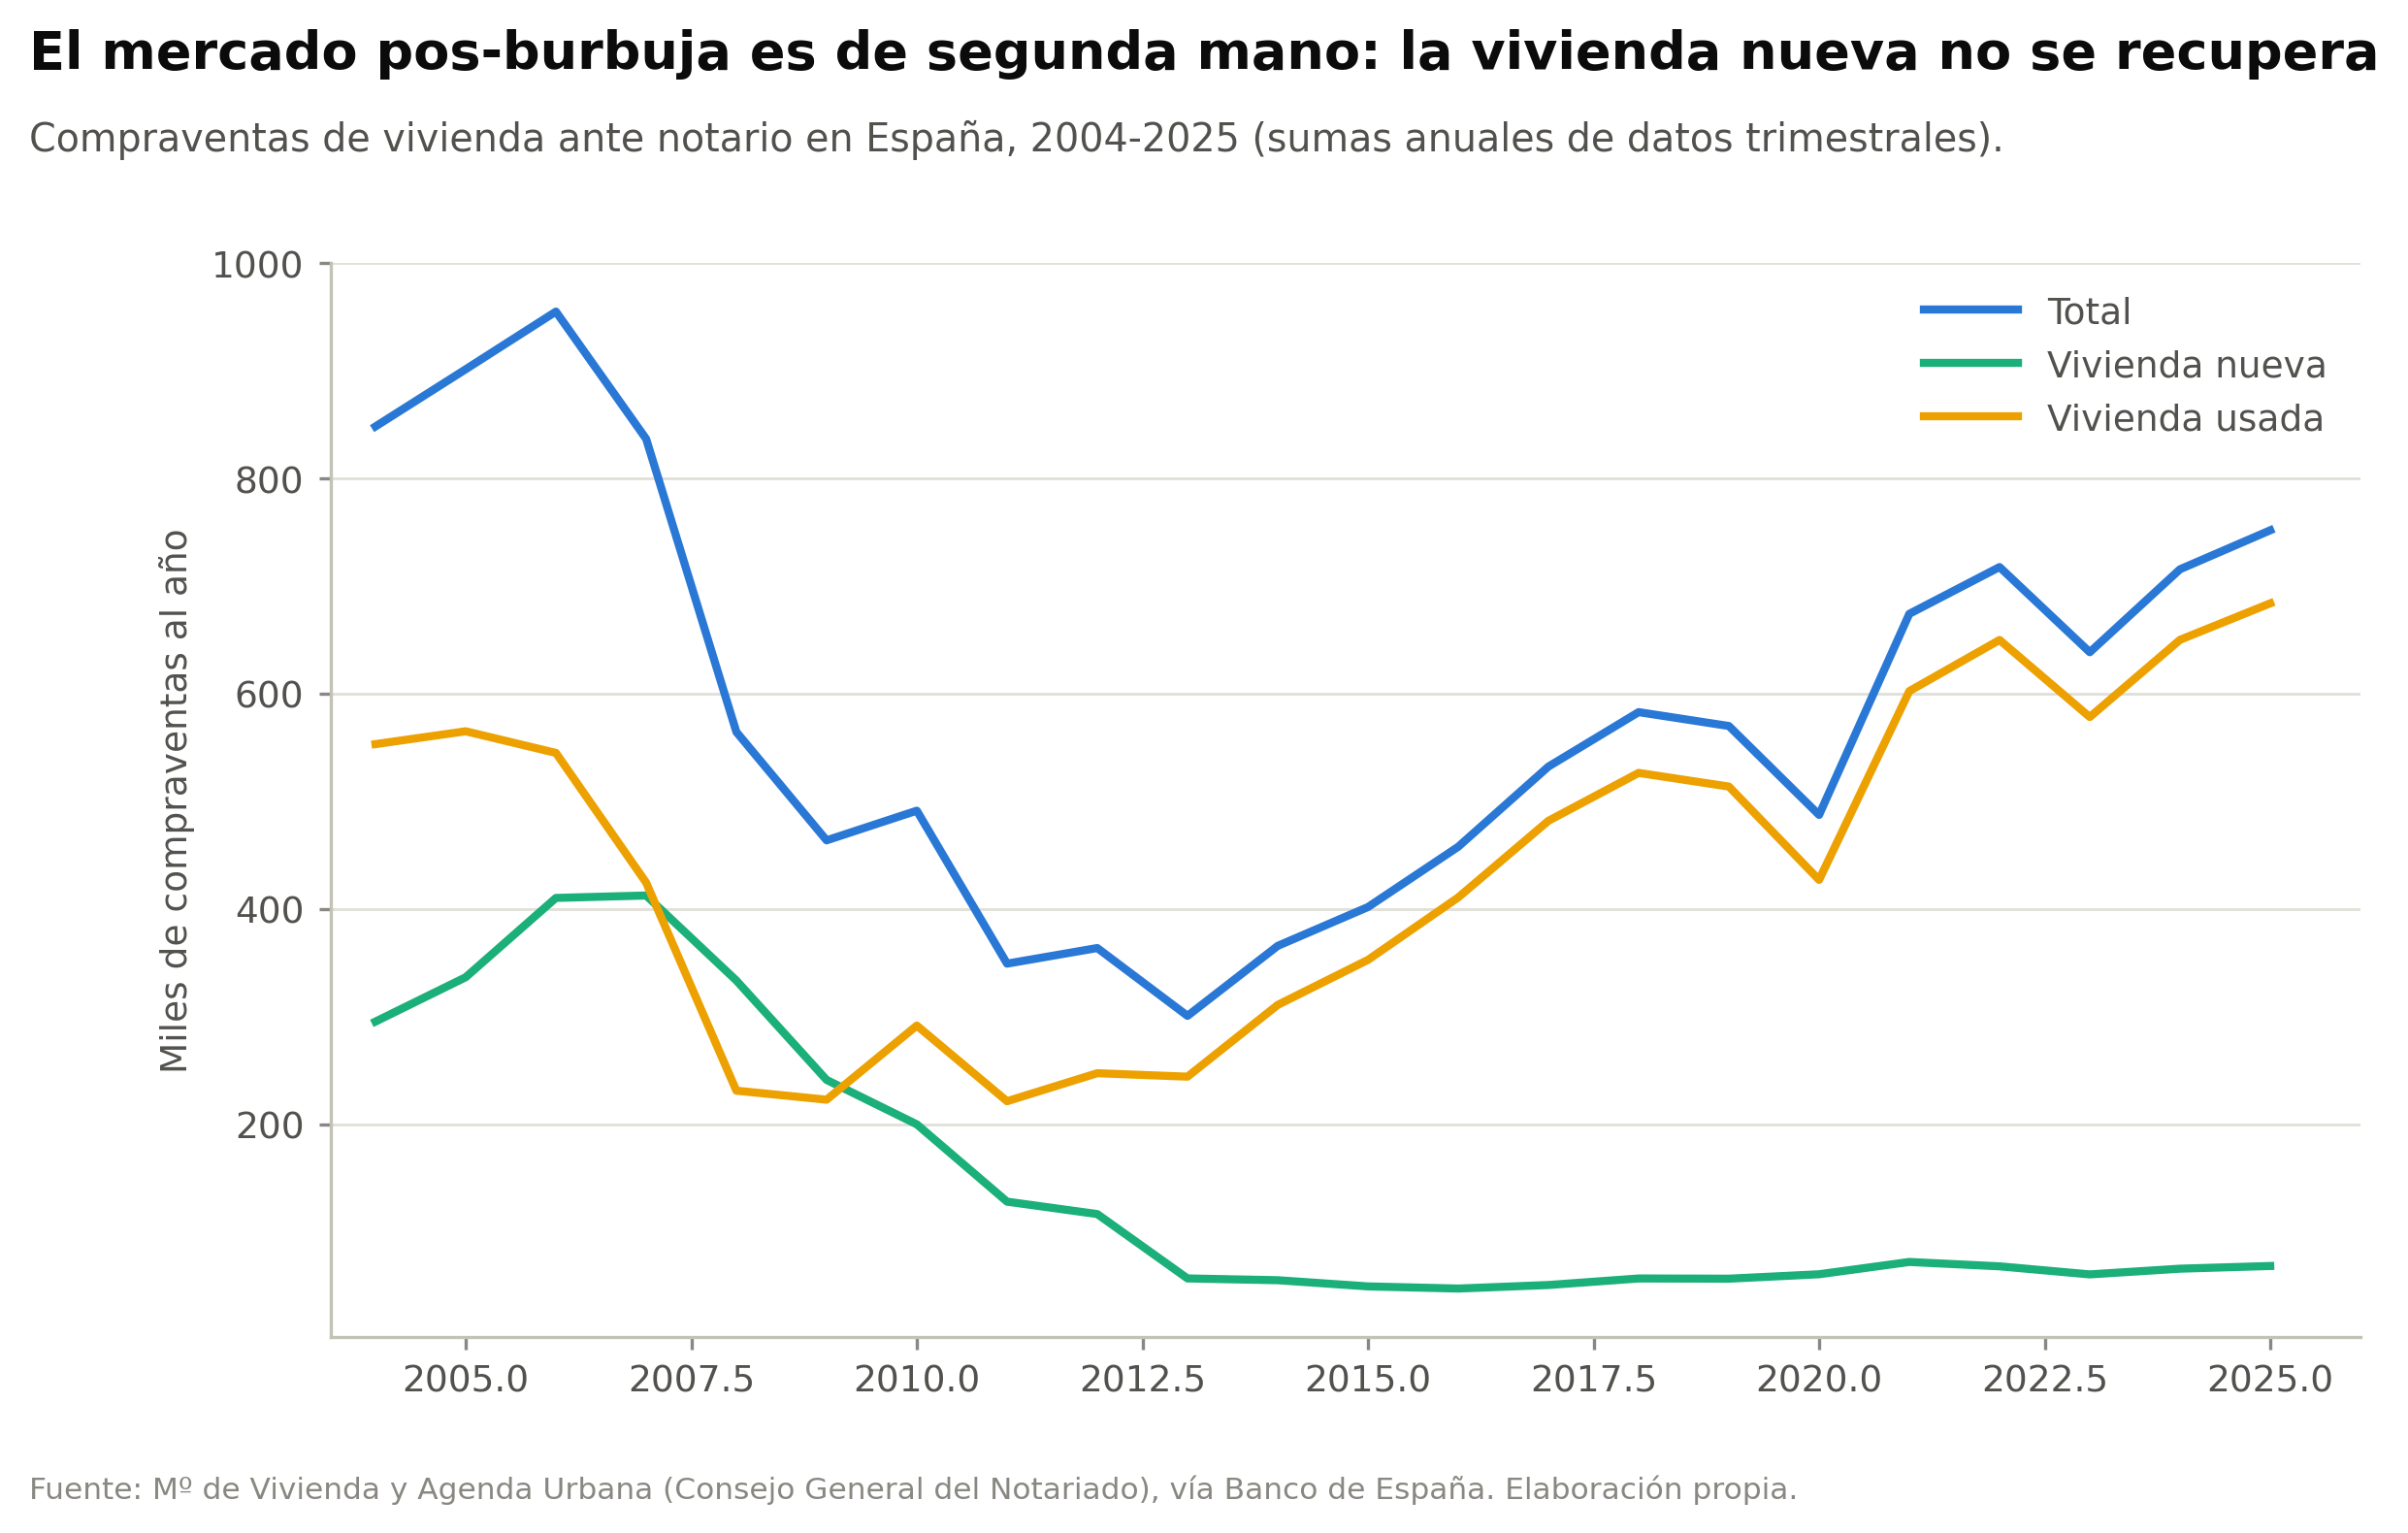 El mercado pos-burbuja es de segunda mano: la vivienda nueva no se recupera
Compraventas de vivienda ante notario en España, 2004-2025 (sumas anuales de datos trimestrales).
1000
800
600
400
200
Miles de compraventas al año
Total
Vivienda nueva
Vivienda usada
2005.0 2007.5 2010.0 2012.5 2015.0 2017.5 2020.0 2022.5 2025.0
Fuente: Mº de Vivienda y Agenda Urbana (Consejo General del Notariado), vía Banco de España. Elaboración propia.